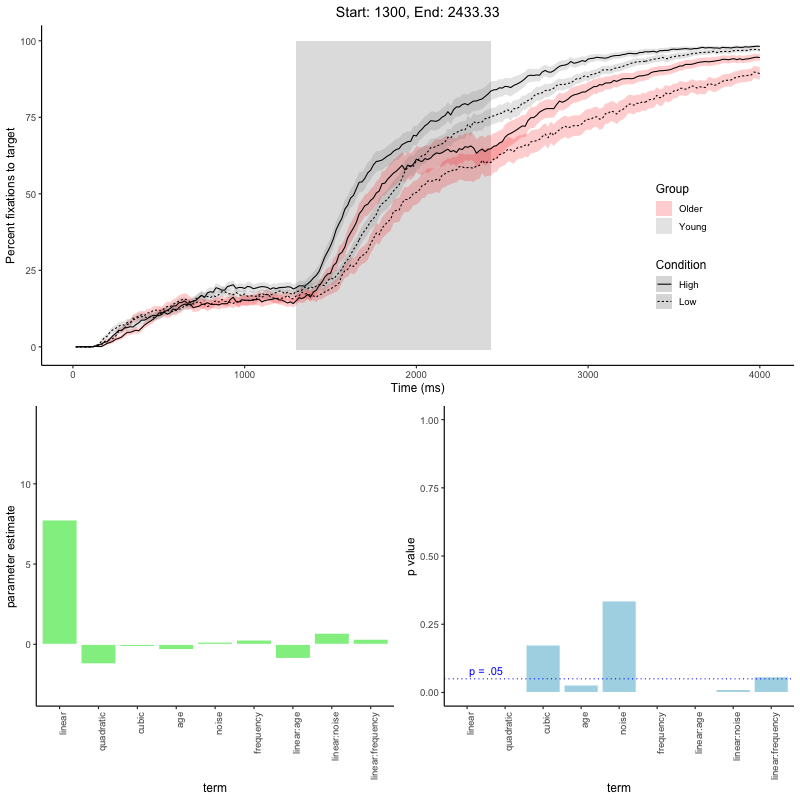 Start: 1300, End: 2433.33
Percent fixations to target
100
75
50
25
0
0
1000
2000
3000
4000
Time (ms)
Group
Older
Young
Condition
High
Low
parameter estimate
10
5
0
linear
quadratic
cubic
age
noise
frequency
linear:age
linear:noise
linear:frequency
term
p value
1.00
0.75
0.50
0.25
0.00
p = .05
linear
quadratic
cubic
age
noise
frequency
linear:age
linear:noise
linear:frequency
term